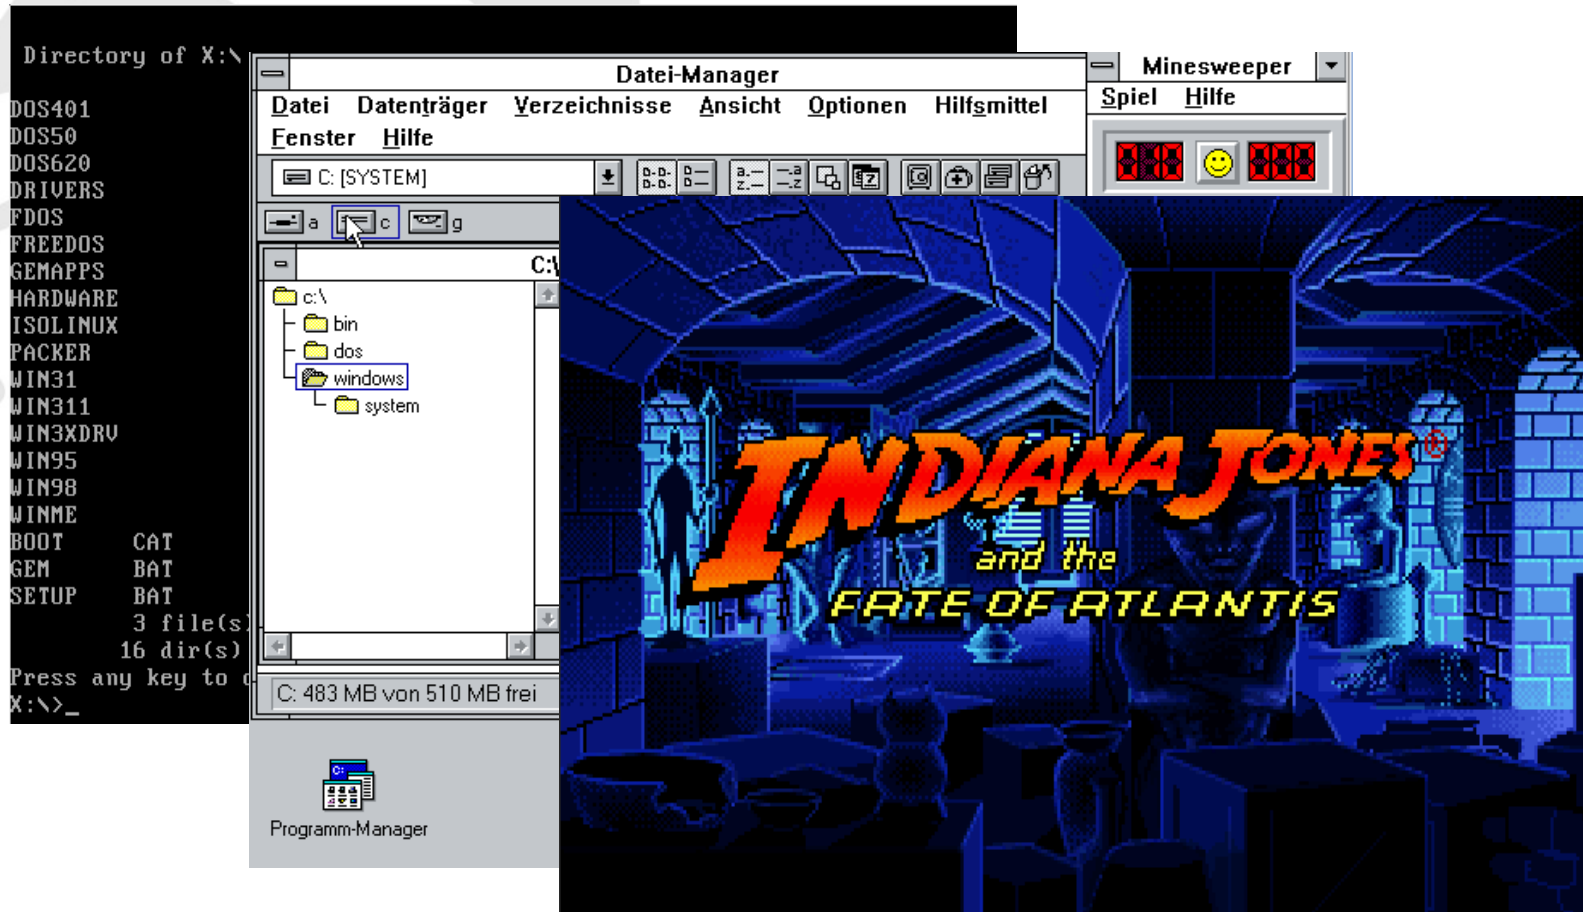 Directory of X:\
DOS401
DOS50
DOS620
DRIVERS
FDOS
FREEDOS
GEMAPPS
HARDWARE
ISOLINUX
PACKER
WIN31
WIN311
WIN3XDRV
WIN95
WIN98
WINME
BOOT CAT
GEM BAT
SETUP BAT
3 file(s)
16 dir(s)
Press any key to
X:\>_
Datei-Manager
Datei Datenträger Verzeichnisse Ansicht Optionen Hilfsmittel
Fenster Hilfe
C: [SYSTEM]
a c g
C:\
c:\
bin
dos
windows
system
C: 483 MB von 510 MB frei
Programm-Manager
Minesweeper
Spiel Hilfe
010 000
INDIANA JONES®
and the
FATE OF ATLANTIS